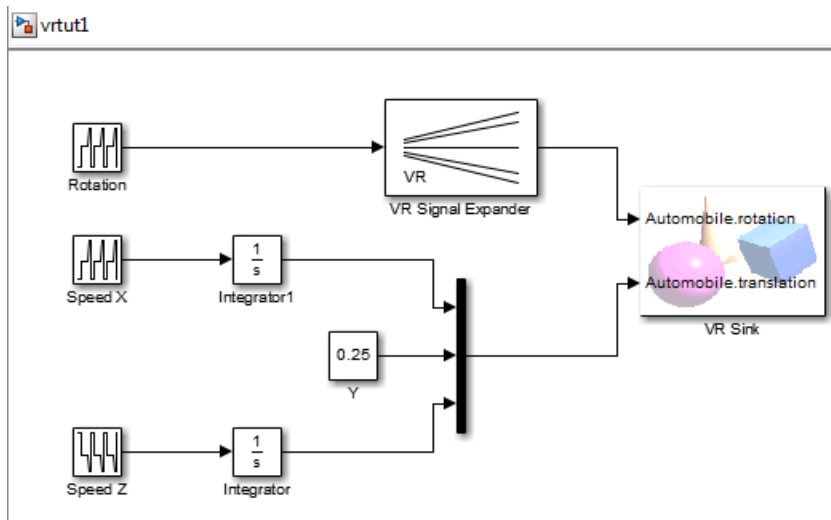 vrtut1
Rotation
VR
VR Signal Expander
Automobile.rotation
Automobile.translation
VR Sink
Speed X
1
s
Integrator1
0.25
Y
Speed Z
1
s
Integrator